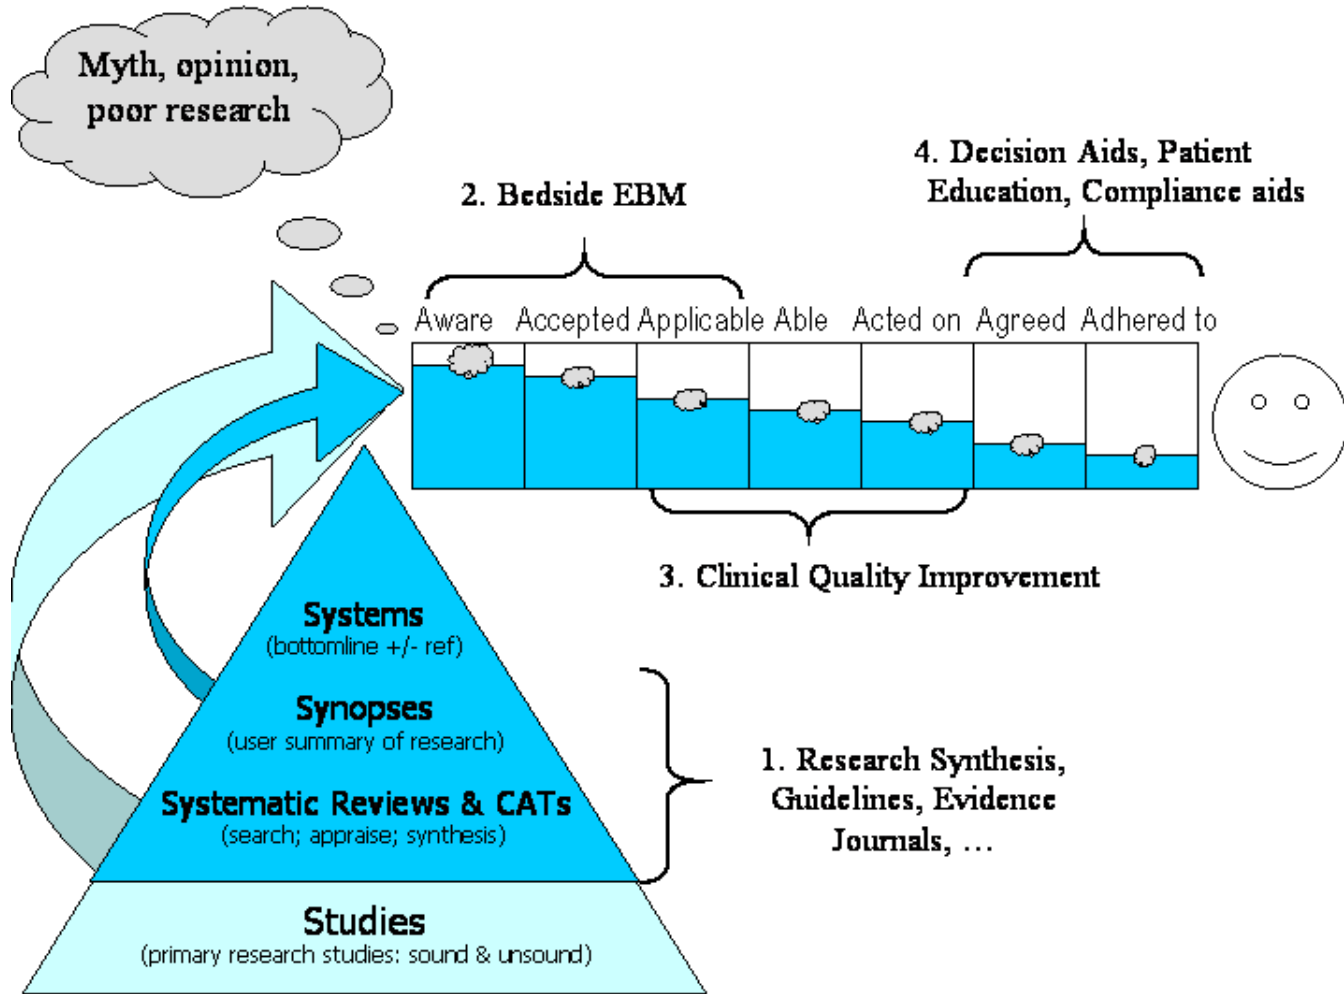 Myth, opinion,
poor research
4. Decision Aids, Patient
Education, Compliance aids
2. Bedside EBM
Aware Accepted Applicable Able Acted on Agreed Adhered to
3. Clinical Quality Improvement
Systems
(bottomline +/- ref)
Synopses
(user summary of research)
Systematic Reviews & CATs
(search; appraise; synthesis)
1. Research Synthesis,
Guidelines, Evidence
Journals, ...
Studies
(primary research studies: sound & unsound)